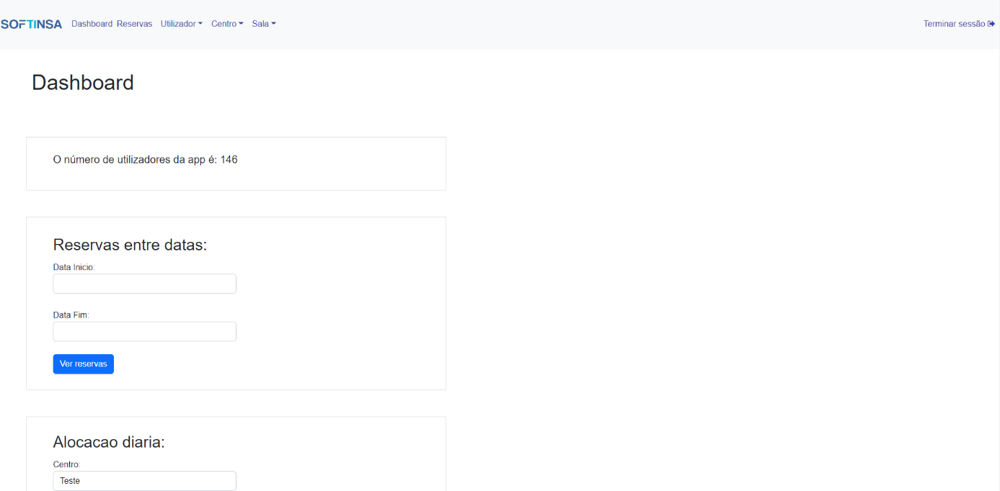 SOFTINSA Dashboard Reservas Utilizador Centro Sala Terminar sessão
Dashboard
O número de utilizadores da app é: 146
Reservas entre datas:
Data Inicio:
Data Fim:
Ver reservas
Alocacao diaria:
Centro:
Teste